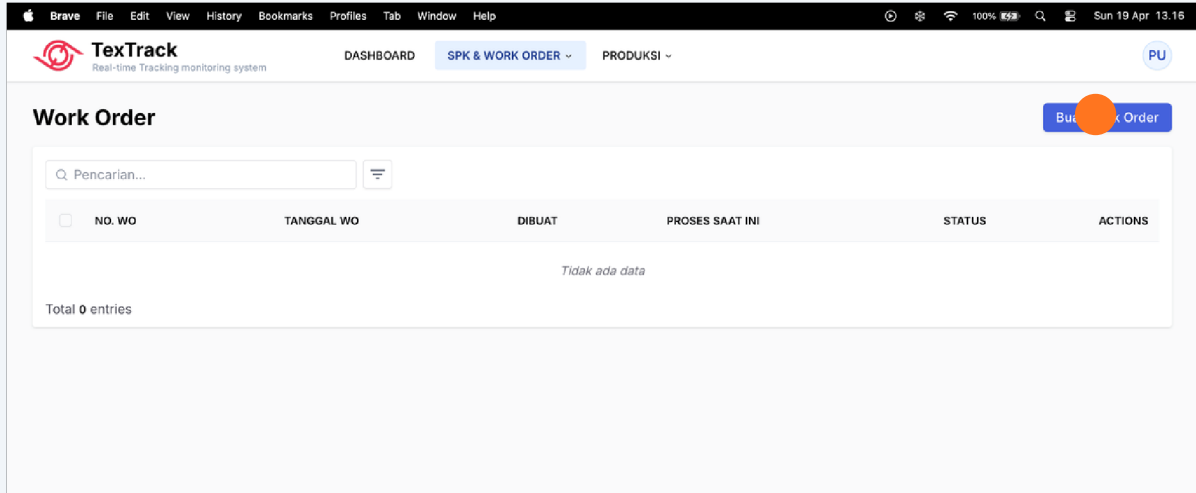 Brave File Edit View History Bookmarks Profiles Tab Window Help 100% Sun 19 Apr 13.16
TexTrack
Real-time Tracking monitoring system
DASHBOARD SPK & WORK ORDER PRODUKSI PU
Work Order
Order
Pencarian...
NO. WO TANGGAL WO DIBUAT PROSES SAAT INI STATUS ACTIONS
Tidak ada data
Total 0 entries